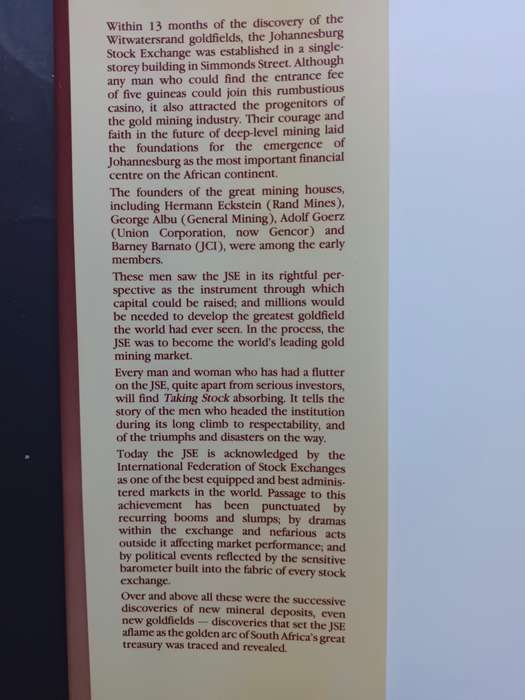 Within 13 months of the discovery of the
Witwatersrand goldfields, the Johannesburg
Stock Exchange was established in a single-
storey building in Simmonds Street. Although
any man who could find the entrance fee
of five guineas could join this rumbustious
casino, it also attracted the progenitors of
the gold mining industry. Their courage and
faith in the future of deep-level mining laid
the foundations for the emergence of
Johannesburg as the most important financial
centre on the African continent.
The founders of the great mining houses,
including Hermann Eckstein (Rand Mines),
George Albu (General Mining), Adolf Goerz
(Union Corporation, now Gencor) and
Barney Barnato (JCI), were among the early
members.
These men saw the JSE in its rightful per-
spective as the instrument through which
capital could be raised; and millions would
be needed to develop the greatest goldfield
the world had ever seen. In the process, the
JSE was to become the world's leading gold
mining market.
Every man and woman who has had a flutter
on the JSE, quite apart from serious investors,
will find Taking Stock absorbing. It tells the
story of the men who headed the institution
during its long climb to respectability, and
of the triumphs and disasters on the way.
Today the JSE is acknowledged by the
International Federation of Stock Exchanges
as one of the best equipped and best adminis-
tered markets in the world. Passage to this
achievement has been punctuated by
recurring booms and slumps; by dramas
within the exchange and nefarious acts
outside it affecting market performance; and
by political events reflected by the sensitive
barometer built into the fabric of every stock
exchange.
Over and above all these were the successive
discoveries of new mineral deposits, even
new goldfields — discoveries that set the JSE
aflame as the golden arc of South Africa's great
treasury was traced and revealed.